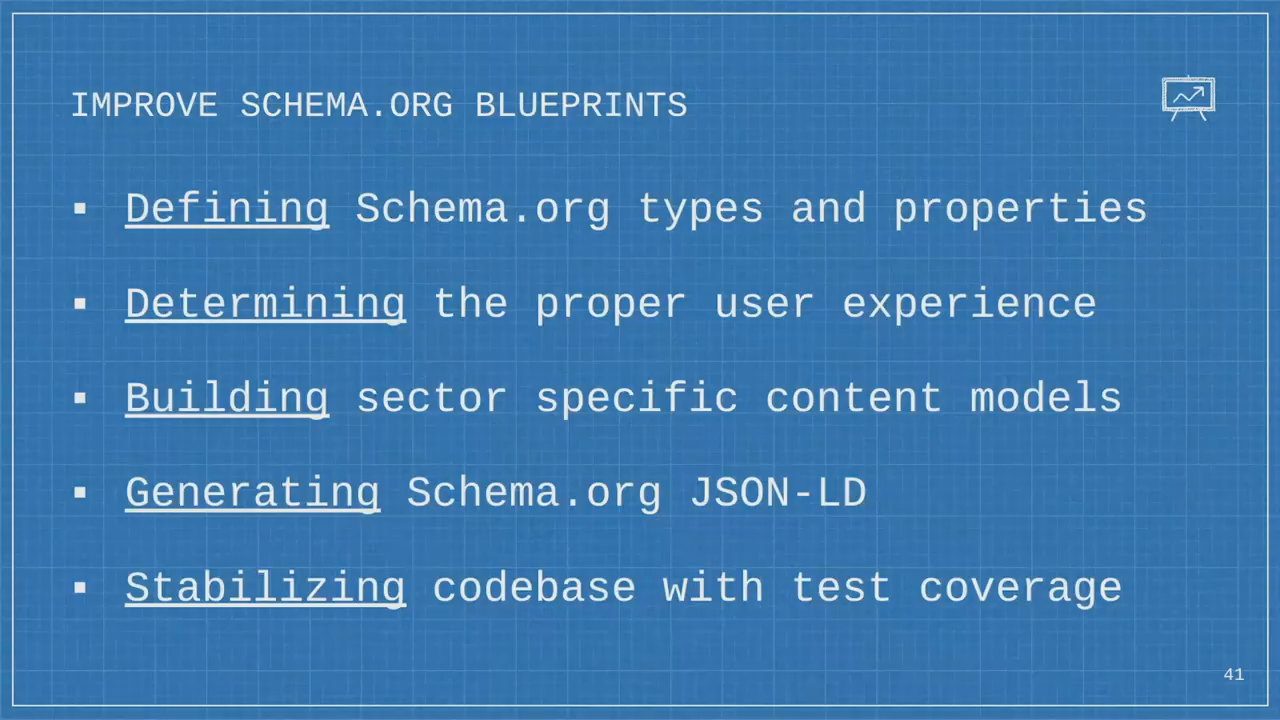 IMPROVE SCHEMA.ORG BLUEPRINTS
▪ Defining Schema.org types and properties
▪ Determining the proper user experience
▪ Building sector specific content models
▪ Generating Schema.org JSON-LD
▪ Stabilizing codebase with test coverage
41